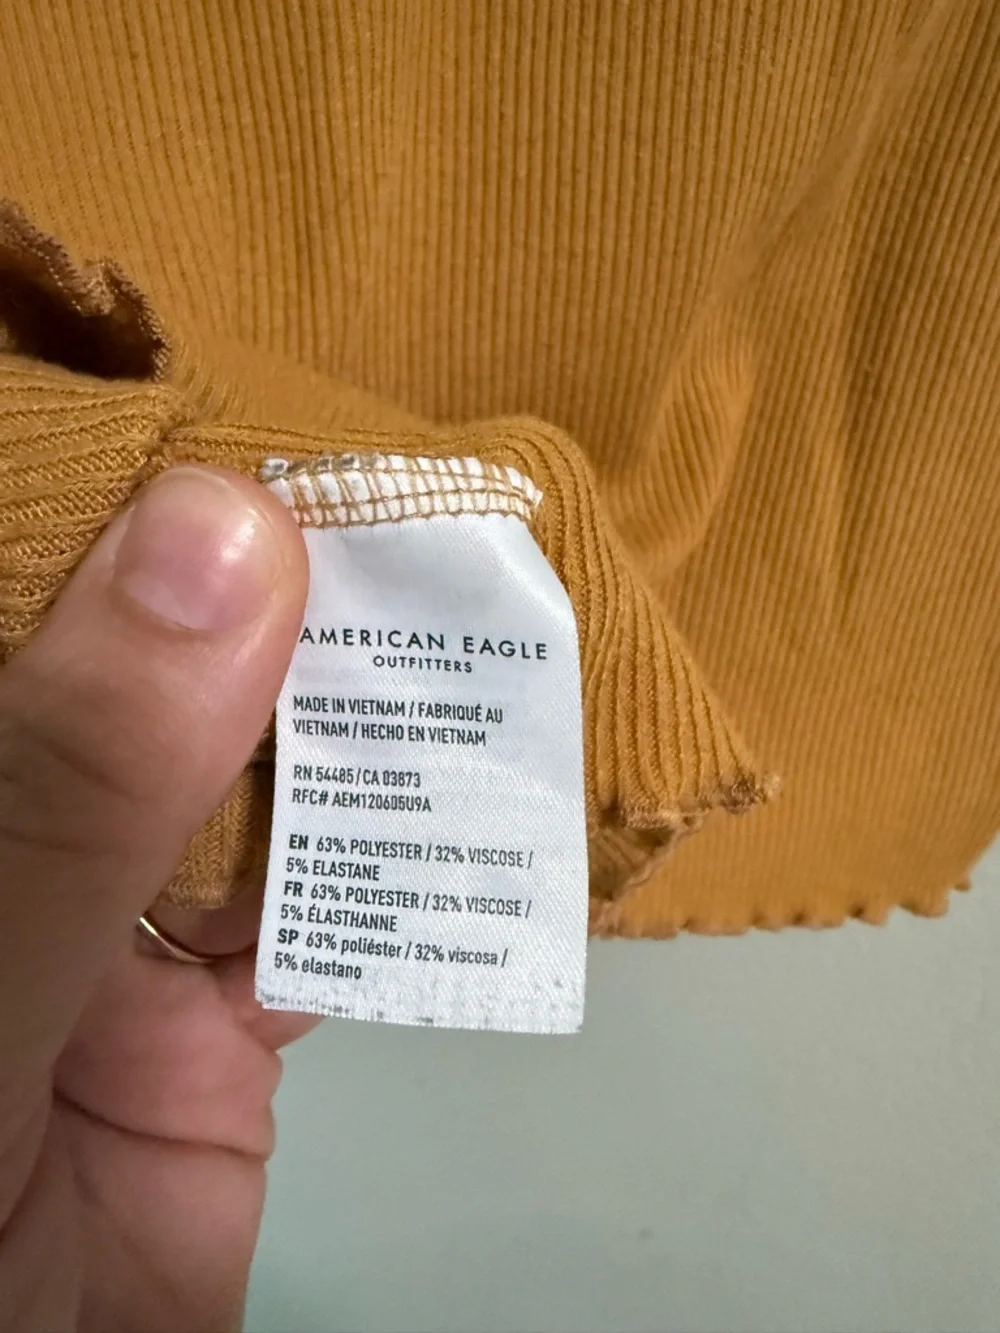 AMERICAN EAGLE
OUTFITTERS
MADE IN VIETNAM / FABRIQUÉ AU
VIETNAM / HECHO EN VIETNAM
RN 54485 / CA 03873
RFC# AEM120605U9A
EN 63% POLYESTER / 32% VISCOSE /
5% ELASTANE
FR 63% POLYESTER / 32% VISCOSE /
5% ÉLASTHANNE
SP 63% poliéster / 32% viscosa /
5% elastano